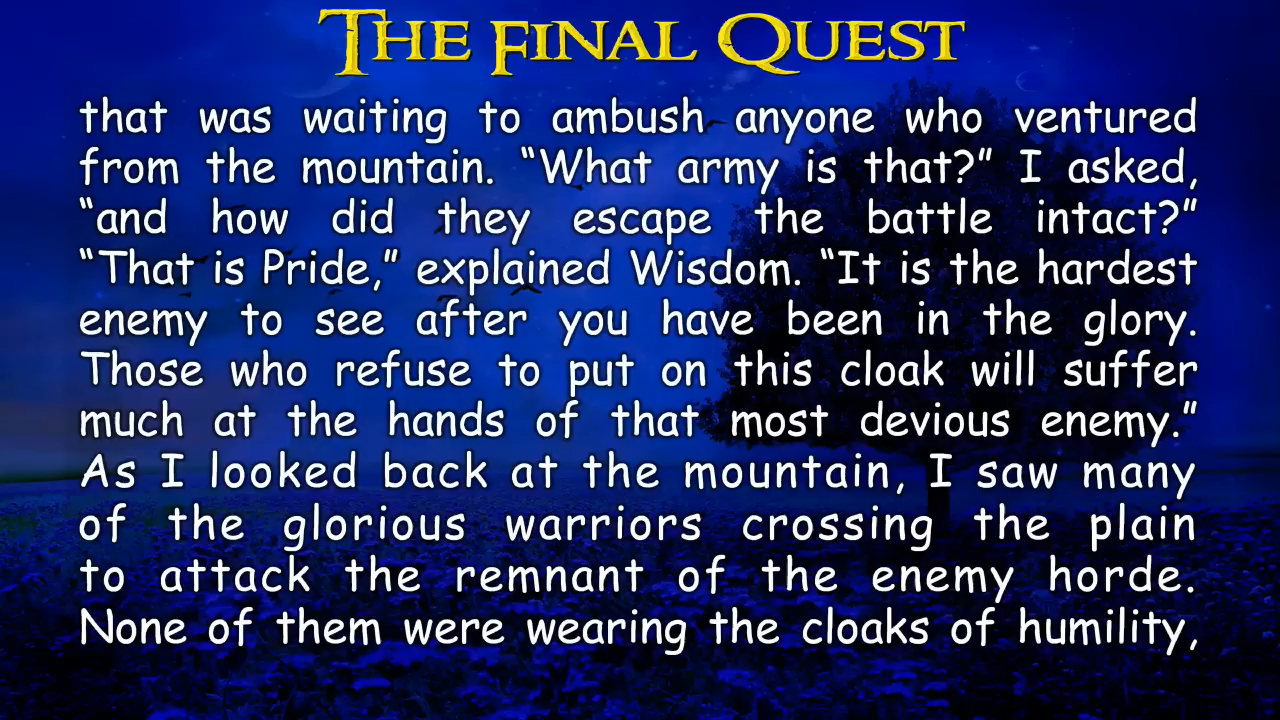 The Final Quest
that was waiting to ambush anyone who ventured
from the mountain. “What army is that?” I asked,
“and how did they escape the battle intact?”
“That is Pride,” explained Wisdom. “It is the hardest
enemy to see after you have been in the glory.
Those who refuse to put on this cloak will suffer
much at the hands of that most devious enemy.”
As I looked back at the mountain, I saw many
of the glorious warriors crossing the plain
to attack the remnant of the enemy horde.
None of them were wearing the cloaks of humility,